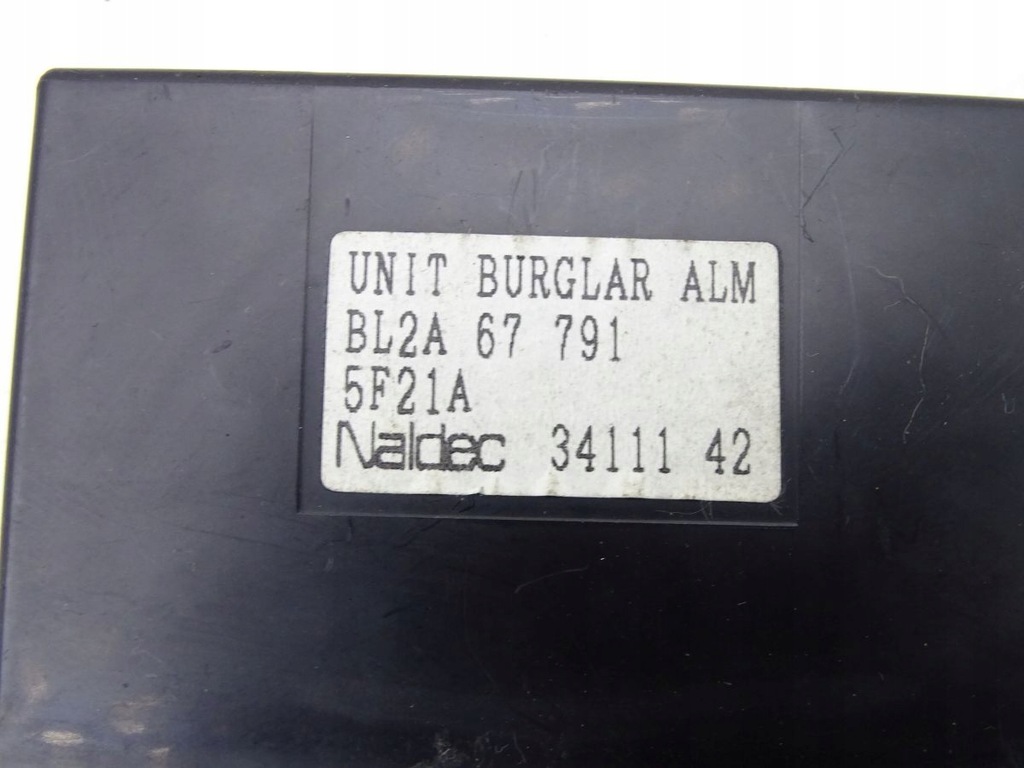 UNIT BURGLAR ALM
BL2A 67 791
5F21A
Naldec 34111 42